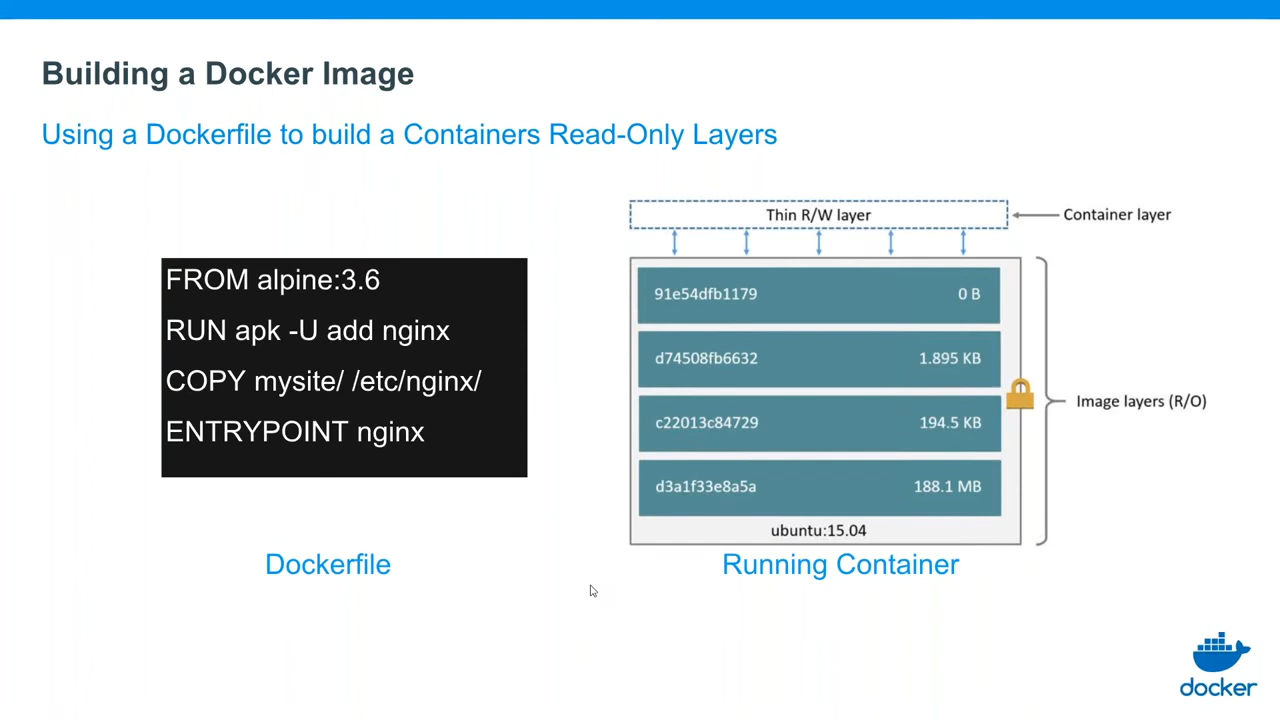 Building a Docker Image
Using a Dockerfile to build a Containers Read-Only Layers
FROM alpine:3.6
RUN apk -U add nginx
COPY mysite/ /etc/nginx/
ENTRYPOINT nginx
Dockerfile
Thin R/W layer
Container layer
91e54dfb1179 0 B
d74508fb6632 1.895 KB
c22013c84729 194.5 KB
d3a1f33e8a5a 188.1 MB
ubuntu:15.04
Image layers (R/O)
Running Container
docker